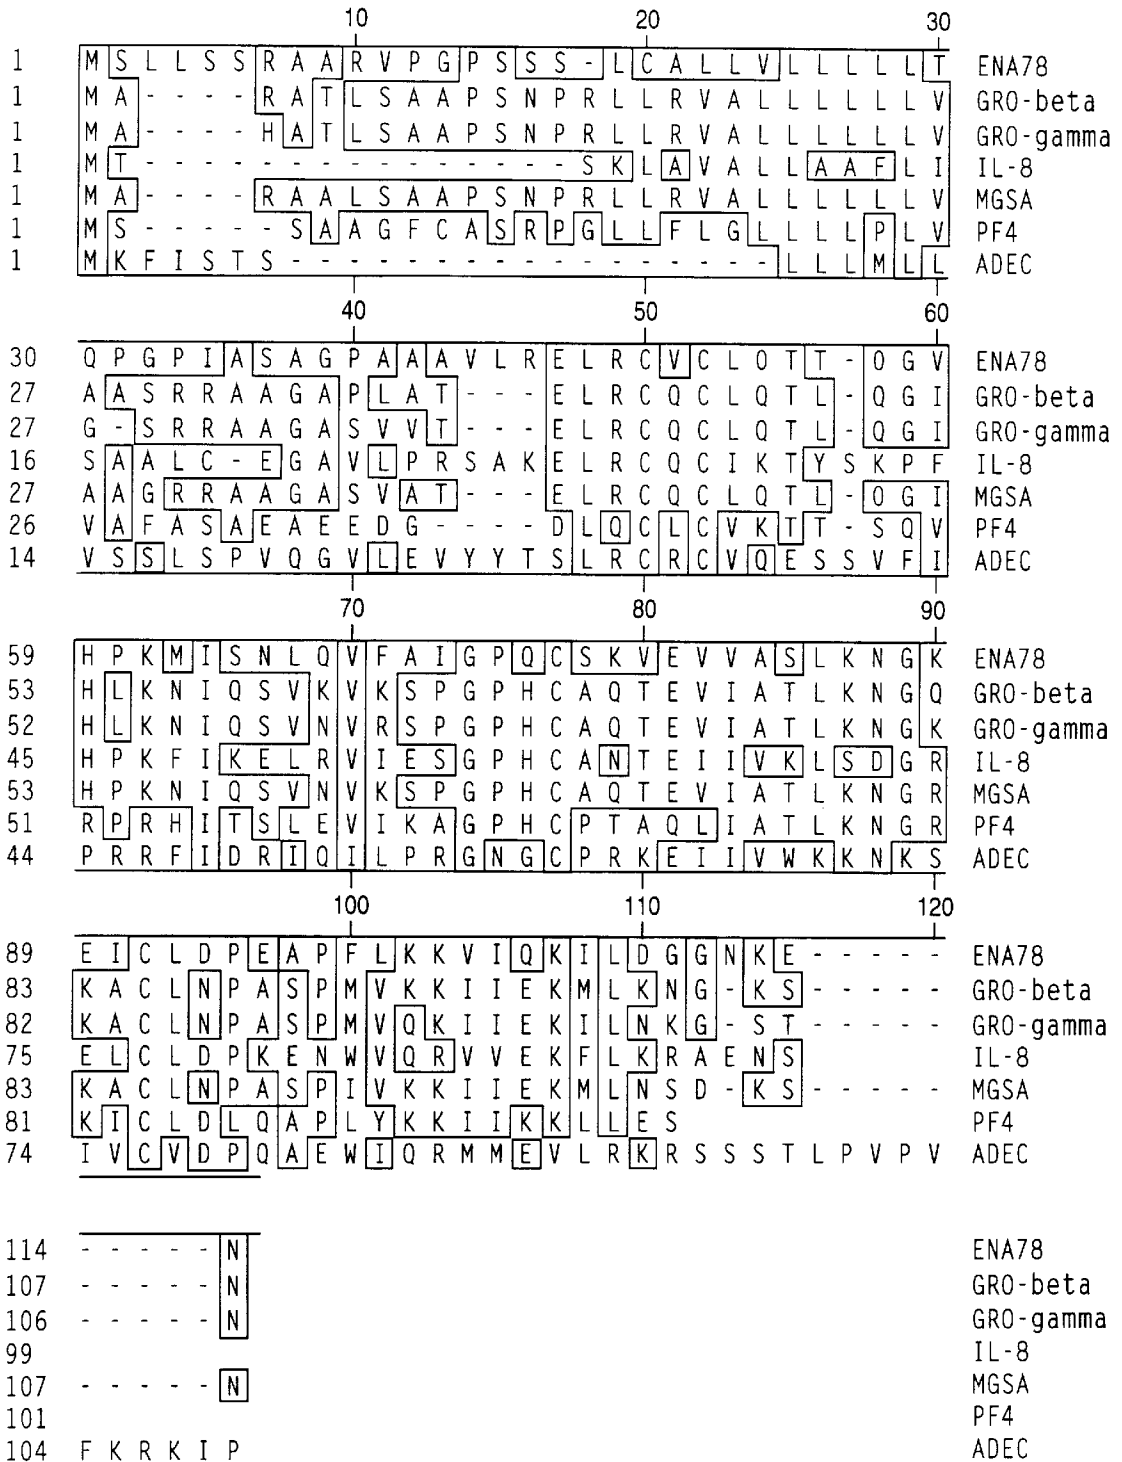 10 20 30
1 M S L L S S R A A R V P G P S S S - L C A L L V L L L L L T ENA78
1 M A - - - - R A T L S A A P S N P R L L R V A L L L L L L V GRO-beta
1 M A - - - - H A T L S A A P S N P R L L R V A L L L L L L V GRO-gamma
1 M T - - - - - - - - - - - - - - - S K L A V A L L A A F L I IL-8
1 M A - - - - R A A L S A A P S N P R L L R V A L L L L L L V MGSA
1 M S - - - - - S A A G F C A S R P G L L F L G L L L L P L V PF4
1 M K F I S T S - - - - - - - - - - - - - - - - - L L L M L L ADEC
40 50 60
30 Q P G P I A S A G P A A A V L R E L R C V C L Q T T - Q G V ENA78
27 A A S R R A A G A P L A T - - - E L R C Q C L Q T L - Q G I GRO-beta
27 G - S R R A A G A S V V T - - - E L R C Q C L Q T L - Q G I GRO-gamma
16 S A A L C - E G A V L P R S A K E L R C Q C I K T Y S K P F IL-8
27 A A G R R A A G A S V A T - - - E L R C Q C L Q T L - Q G I MGSA
26 V A F A S A E A E E D G - - - - D L Q C L C V K T T - S Q V PF4
14 V S S L S P V Q G V L E V Y Y T S L R C R C V Q E S S V F I ADEC
70 80 90
59 H P K M I S N L Q V F A I G P Q C S K V E V V A S L K N G K ENA78
53 H L K N I Q S V K V K S P G P H C A Q T E V I A T L K N G Q GRO-beta
52 H L K N I Q S V N V R S P G P H C A Q T E V I A T L K N G K GRO-gamma
45 H P K F I K E L R V I E S G P H C A N T E I I V K L S D G R IL-8
53 H P K N I Q S V N V K S P G P H C A Q T E V I A T L K N G R MGSA
51 R P R H I T S L E V I K A G P H C P T A Q L I A T L K N G R PF4
44 P R R F I D R I Q I L P R G N G C P R K E I I V W K K N K S ADEC
100 110 120
89 E I C L D P E A P F L K K V I Q K I L D G G N K E - - - - - ENA78
83 K A C L N P A S P M V K K I I E K M L K N G - K S - - - - - GRO-beta
82 K A C L N P A S P M V Q K I I E K I L N K G - S T - - - - - GRO-gamma
75 E L C L D P K E N W V Q R V V E K F L K R A E N S IL-8
83 K A C L N P A S P I V K K I I E K M L N S D - K S - - - - - MGSA
81 K I C L D L Q A P L Y K K I I K K L L E S PF4
74 I V C V D P Q A E W I Q R M M E V L R K R S S S T L P V P V ADEC
114 - - - - - N ENA78
107 - - - - - N GRO-beta
106 - - - - - N GRO-gamma
99 IL-8
107 - - - - - N MGSA
101 PF4
104 F K R K I P ADEC